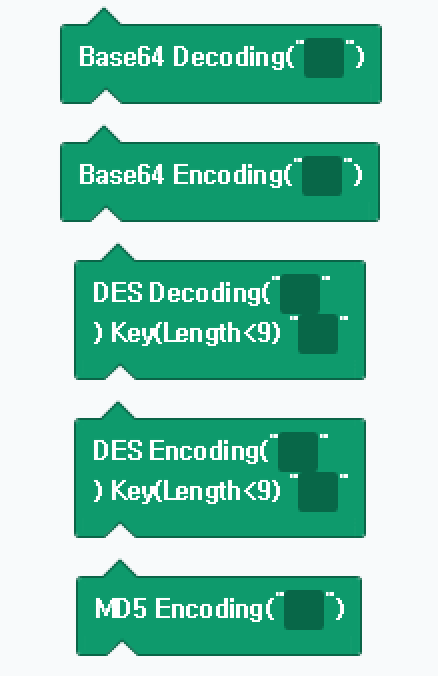 Base64 Decoding(" ")
Base64 Encoding(" ")
DES Decoding(" "
) Key(Length<9) " "
DES Encoding(" "
) Key(Length<9) " "
MD5 Encoding(" ")